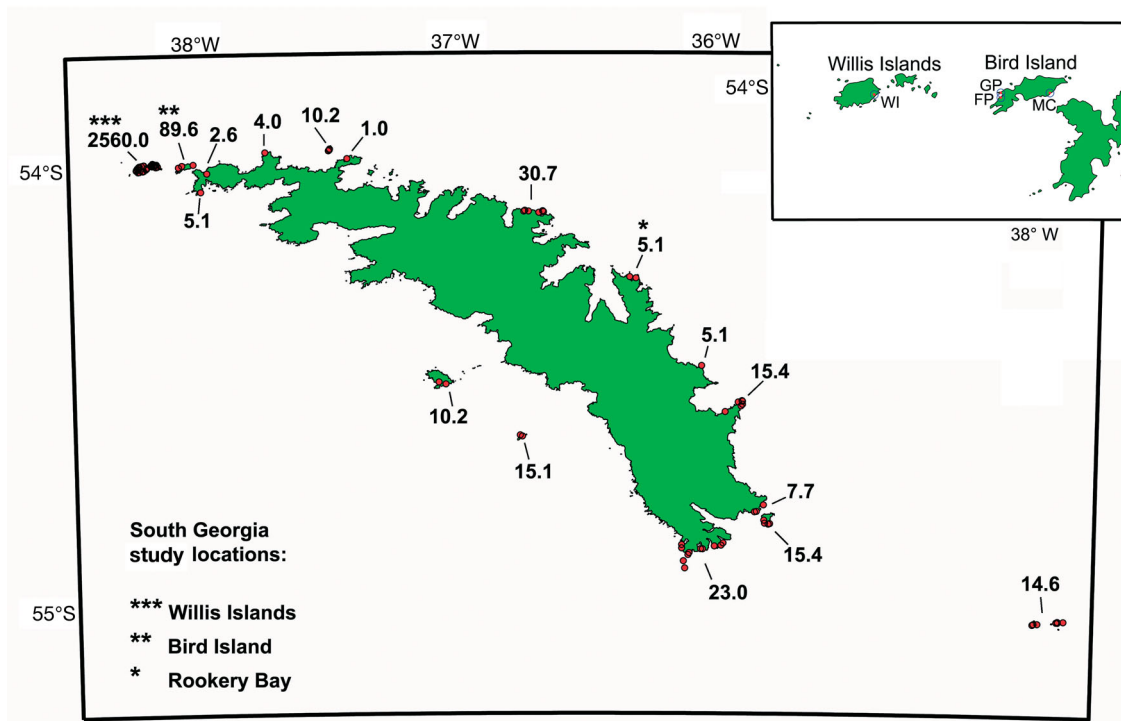 38°W
37°W
36°W
54°S
Willis Islands
Bird Island
WI
GP
FP
MC
38° W
***
2560.0
**
89.6
2.6
4.0
10.2
1.0
54°S
5.1
30.7
*
5.1
5.1
15.4
10.2
15.1
7.7
15.4
23.0
14.6
South Georgia
study locations:
*** Willis Islands
** Bird Island
* Rookery Bay
55°S